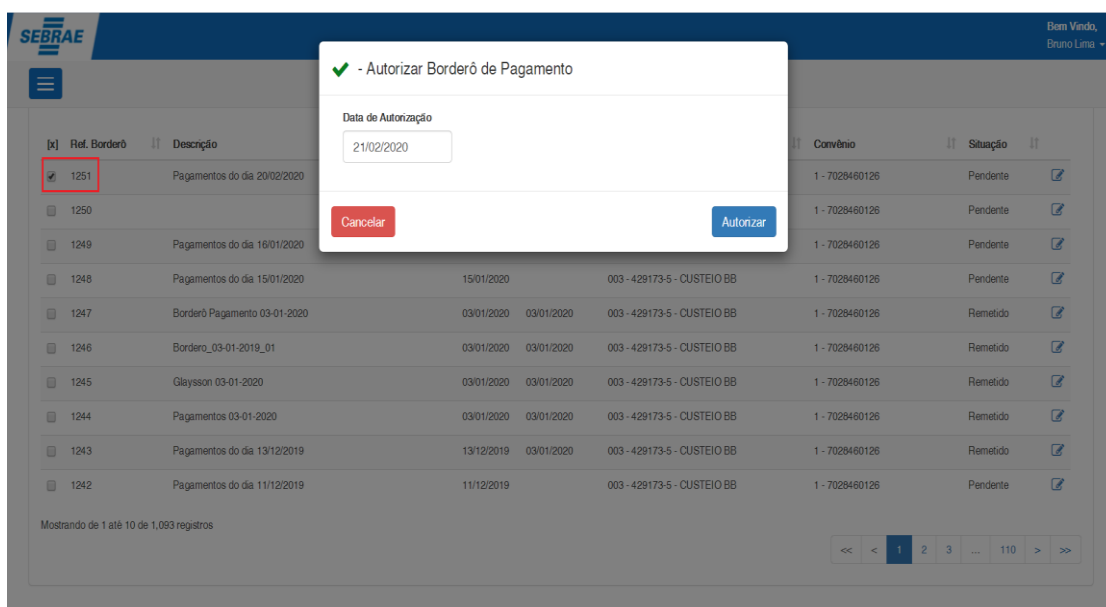 SEBRAE
Bem Vindo,
Bruno Lima
- Autorizar Borderô de Pagamento
Data de Autorização
21/02/2020
Cancelar Autorizar
[x] Ref. Borderô Descrição Convênio Situação
1251 Pagamentos do dia 20/02/2020 1 - 7028460126 Pendente
1250 1 - 7028460126 Pendente
1249 Pagamentos do dia 16/01/2020 1 - 7028460126 Pendente
1248 Pagamentos do dia 15/01/2020 15/01/2020 003 - 429173-5 - CUSTEIO BB 1 - 7028460126 Pendente
1247 Borderô Pagamento 03-01-2020 03/01/2020 03/01/2020 003 - 429173-5 - CUSTEIO BB 1 - 7028460126 Remetido
1246 Bordero_03-01-2019_01 03/01/2020 03/01/2020 003 - 429173-5 - CUSTEIO BB 1 - 7028460126 Remetido
1245 Glaysson 03-01-2020 03/01/2020 03/01/2020 003 - 429173-5 - CUSTEIO BB 1 - 7028460126 Remetido
1244 Pagamentos 03-01-2020 03/01/2020 03/01/2020 003 - 429173-5 - CUSTEIO BB 1 - 7028460126 Remetido
1243 Pagamentos do dia 13/12/2019 13/12/2019 03/01/2020 003 - 429173-5 - CUSTEIO BB 1 - 7028460126 Remetido
1242 Pagamentos do dia 11/12/2019 11/12/2019 003 - 429173-5 - CUSTEIO BB 1 - 7028460126 Pendente
Mostrando de 1 até 10 de 1,093 registros
<< < 1 2 3 ... 110 > >>